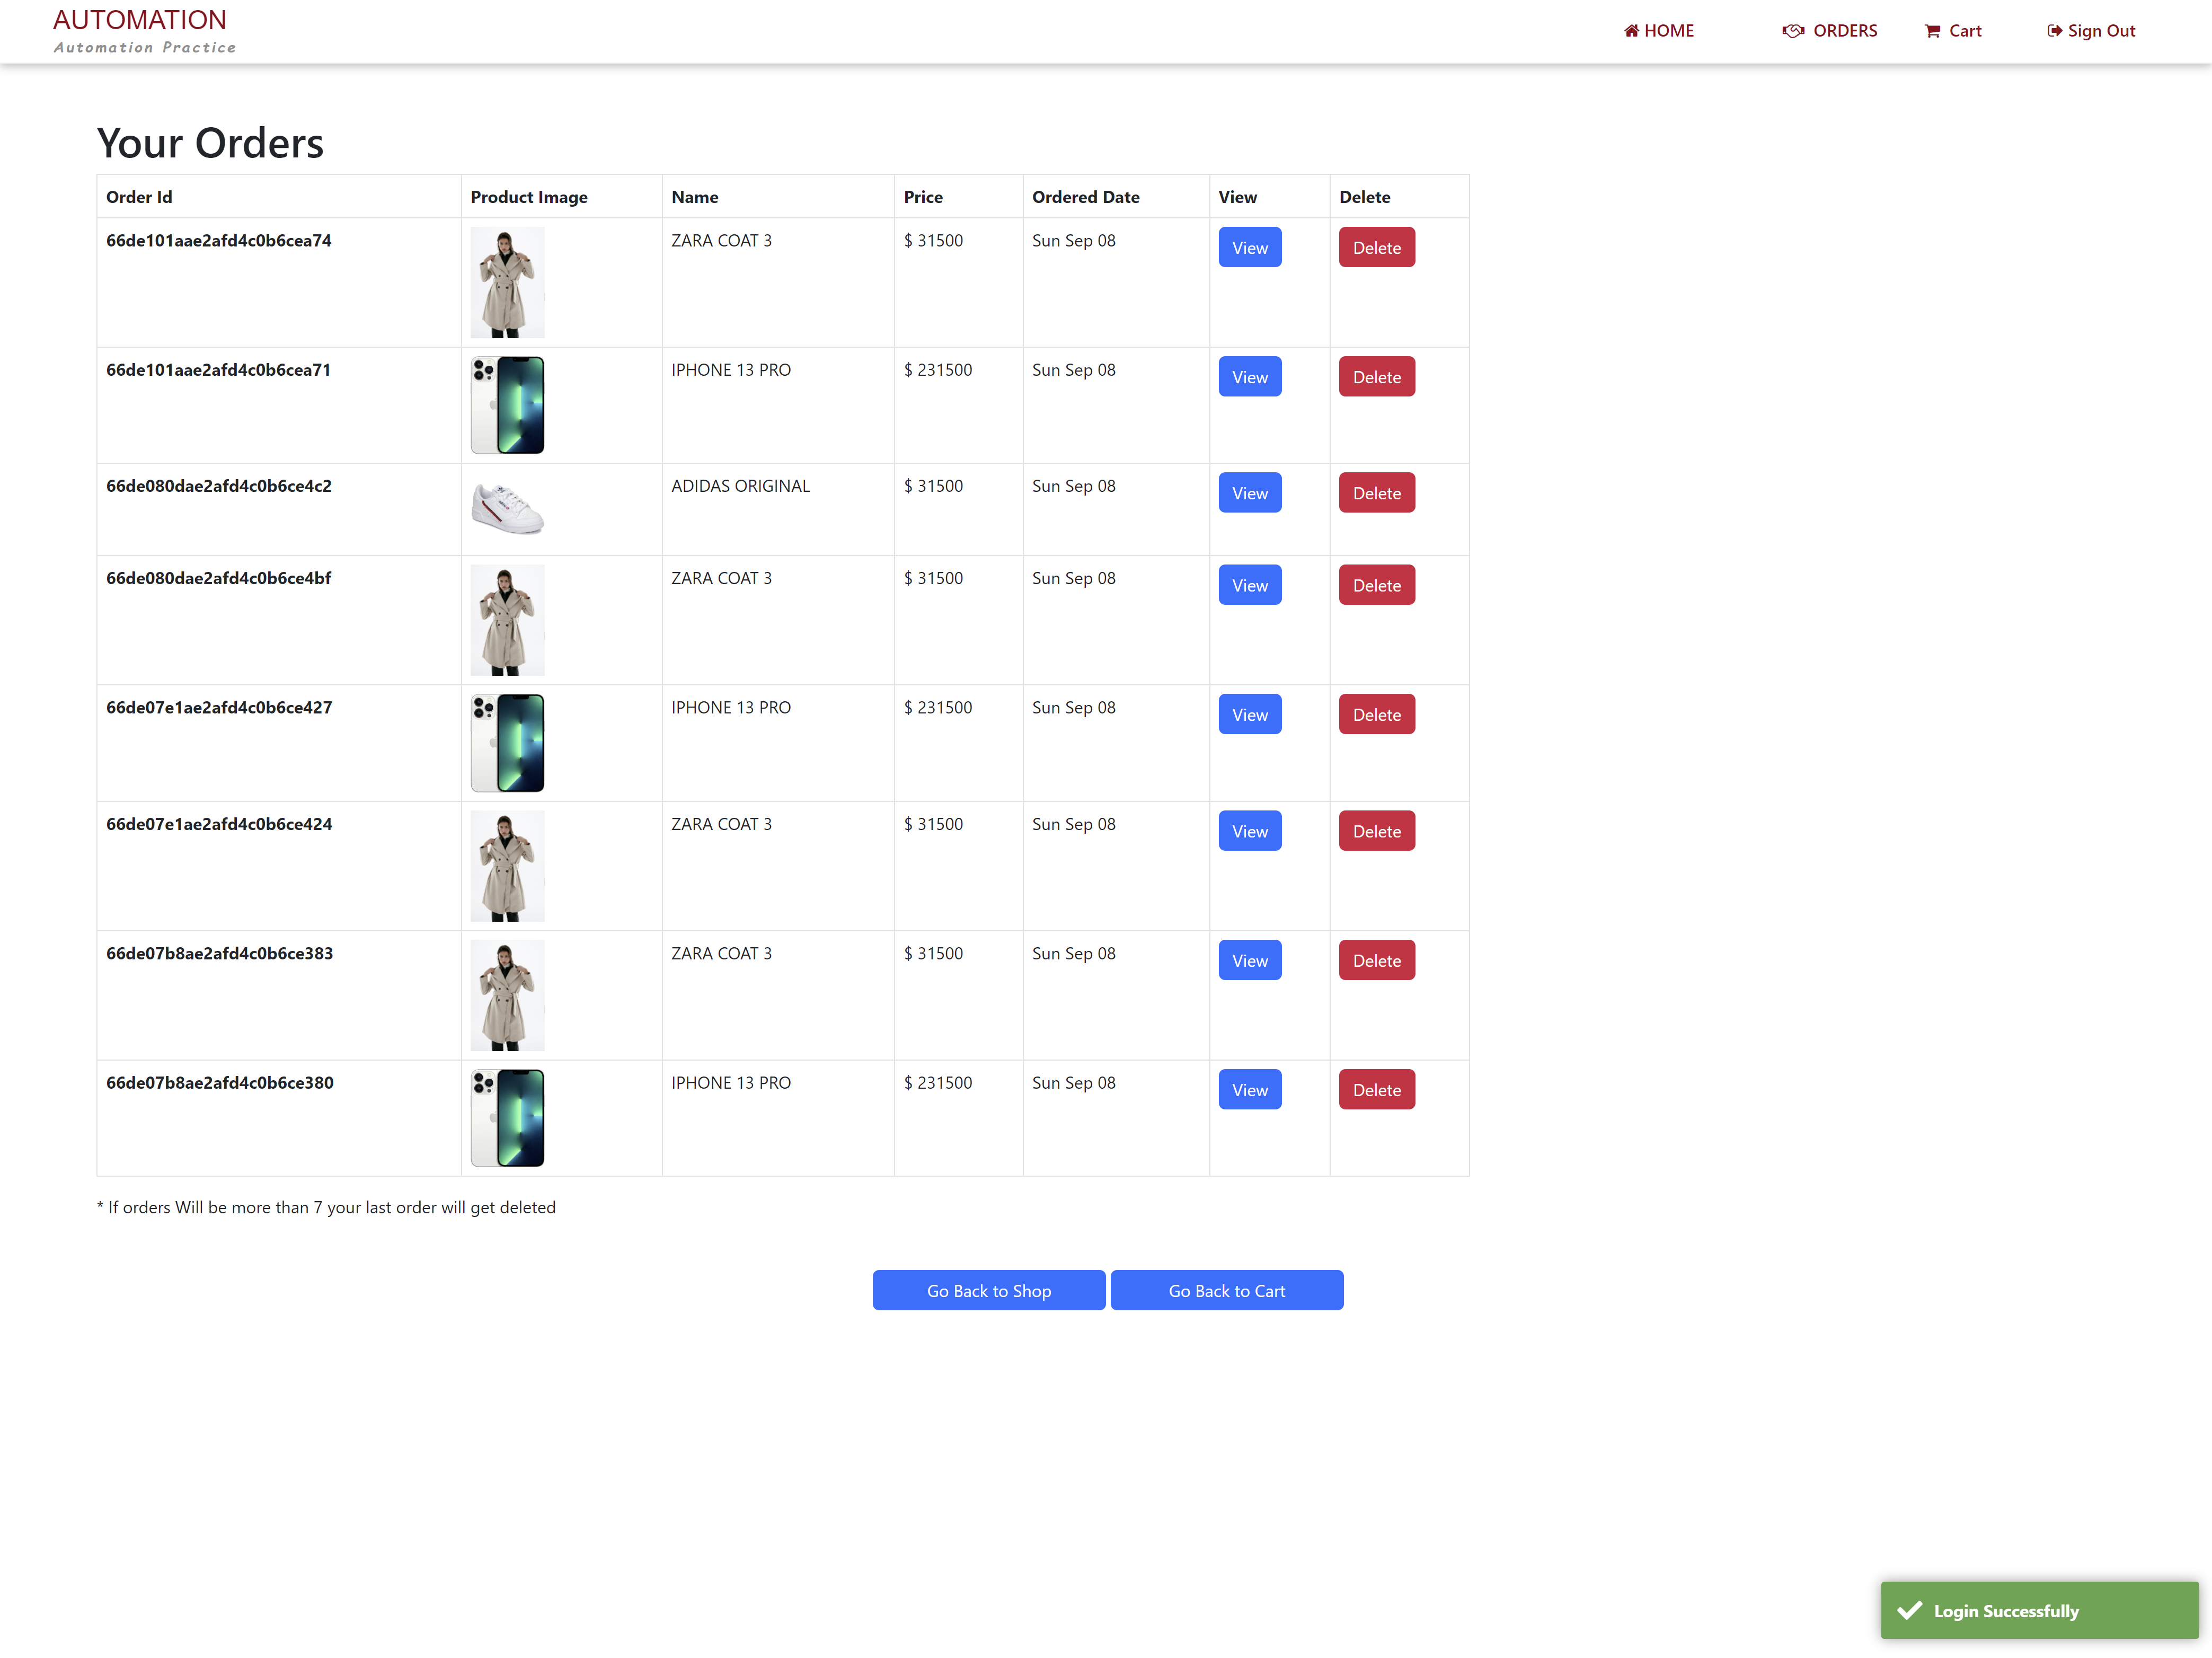 AUTOMATION
Automation Practice
HOME
ORDERS
Cart
Sign Out
Your Orders
Order Id Product Image Name Price Ordered Date View Delete
66de101aae2afd4c0b6cea74 ZARA COAT 3 $ 31500 Sun Sep 08 View Delete
66de101aae2afd4c0b6cea71 IPHONE 13 PRO $ 231500 Sun Sep 08 View Delete
66de080dae2afd4c0b6ce4c2 ADIDAS ORIGINAL $ 31500 Sun Sep 08 View Delete
66de080dae2afd4c0b6ce4bf ZARA COAT 3 $ 31500 Sun Sep 08 View Delete
66de07e1ae2afd4c0b6ce427 IPHONE 13 PRO $ 231500 Sun Sep 08 View Delete
66de07e1ae2afd4c0b6ce424 ZARA COAT 3 $ 31500 Sun Sep 08 View Delete
66de07b8ae2afd4c0b6ce383 ZARA COAT 3 $ 31500 Sun Sep 08 View Delete
66de07b8ae2afd4c0b6ce380 IPHONE 13 PRO $ 231500 Sun Sep 08 View Delete
* If orders Will be more than 7 your last order will get deleted
Go Back to Shop
Go Back to Cart
Login Successfully